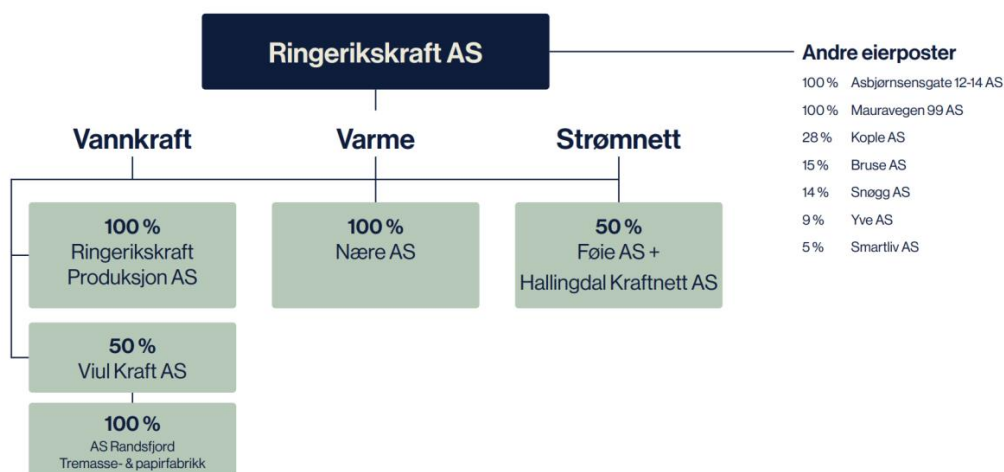 Ringerikskraft AS
Andre eierposter
100 % Asbjørnsensgate 12-14 AS
100 % Mauravegen 99 AS
28 % Kople AS
15 % Bruse AS
14 % Snøgg AS
9 % Yve AS
5 % Smartliv AS
Vannkraft
Varme
Strømnett
100 %
Ringerikskraft
Produksjon AS
100 %
Nære AS
50 %
Føie AS +
Hallingdal Kraftnett AS
50 %
Viul Kraft AS
100 %
AS Randsfjord
Tremasse- & papirfabrikk